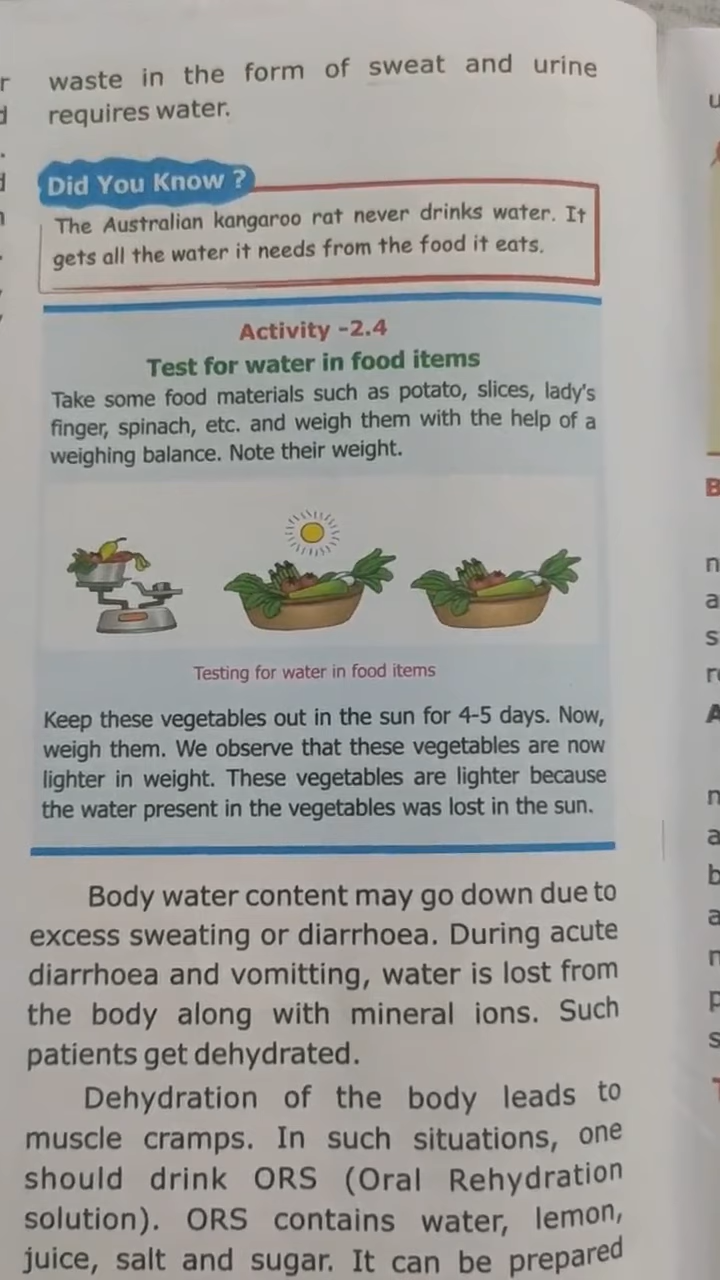 waste in the form of sweat and urine
requires water.
Did You Know ?
The Australian kangaroo rat never drinks water. It
gets all the water it needs from the food it eats.
Activity -2.4
Test for water in food items
Take some food materials such as potato, slices, lady's
finger, spinach, etc. and weigh them with the help of a
weighing balance. Note their weight.
Testing for water in food items
Keep these vegetables out in the sun for 4-5 days. Now,
weigh them. We observe that these vegetables are now
lighter in weight. These vegetables are lighter because
the water present in the vegetables was lost in the sun.
Body water content may go down due to
excess sweating or diarrhoea. During acute
diarrhoea and vomitting, water is lost from
the body along with mineral ions. Such
patients get dehydrated.
Dehydration of the body leads to
muscle cramps. In such situations, one
should drink ORS (Oral Rehydration
solution). ORS contains water, lemon,
juice, salt and sugar. It can be prepared